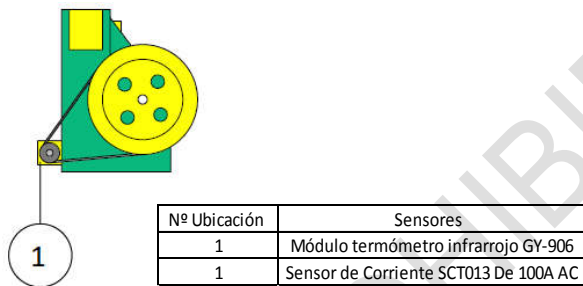 1
Nº Ubicación Sensores
1 Módulo termómetro infrarrojo GY-906
1 Sensor de Corriente SCT013 De 100A AC